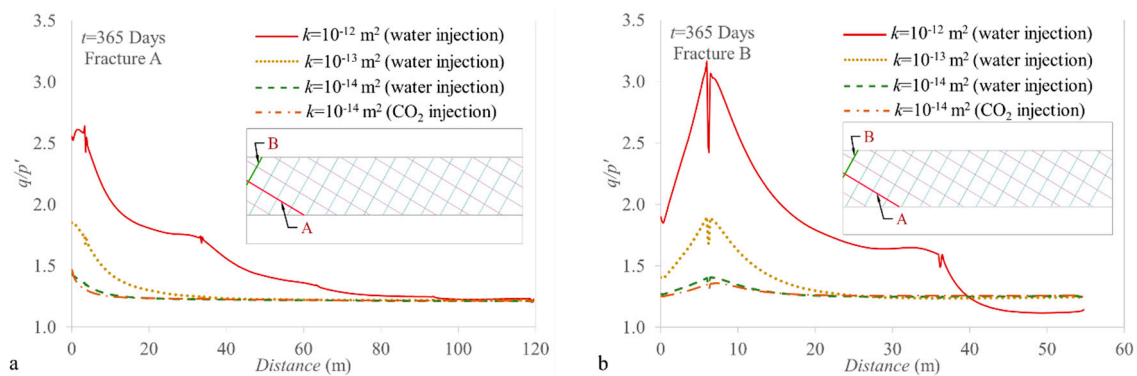 3.5
3.0
2.5
2.0
1.5
1.0
q/p'
t=365 Days
Fracture A
k=10⁻¹² m² (water injection)
k=10⁻¹³ m² (water injection)
k=10⁻¹⁴ m² (water injection)
k=10⁻¹⁴ m² (CO₂ injection)
B
A
0 20 40 60 80 100 120
Distance (m)
a
3.5
3.0
2.5
2.0
1.5
1.0
q/p'
t=365 Days
Fracture B
k=10⁻¹² m² (water injection)
k=10⁻¹³ m² (water injection)
k=10⁻¹⁴ m² (water injection)
k=10⁻¹⁴ m² (CO₂ injection)
B
A
0 10 20 30 40 50 60
Distance (m)
b